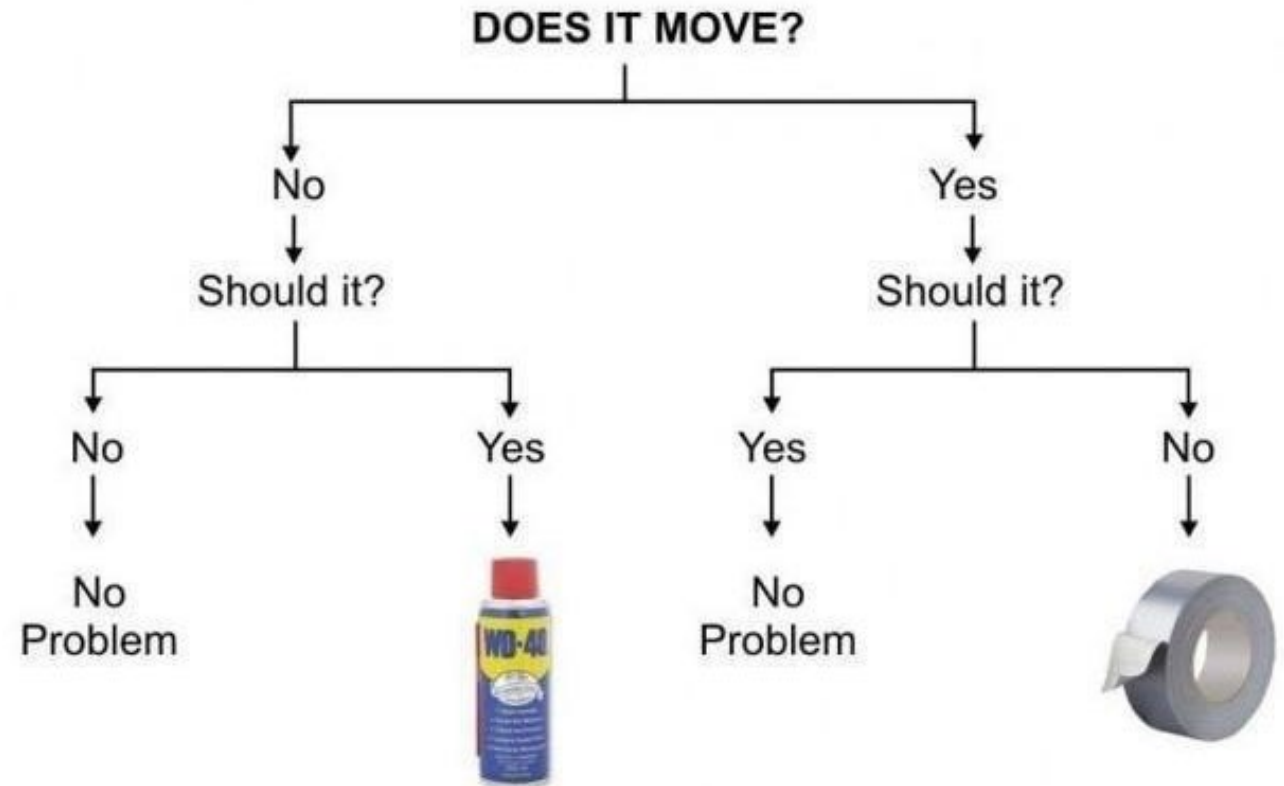 DOES IT MOVE?
No
Yes
Should it?
Should it?
No
Yes
Yes
No
No
Problem
No
Problem
WD-40